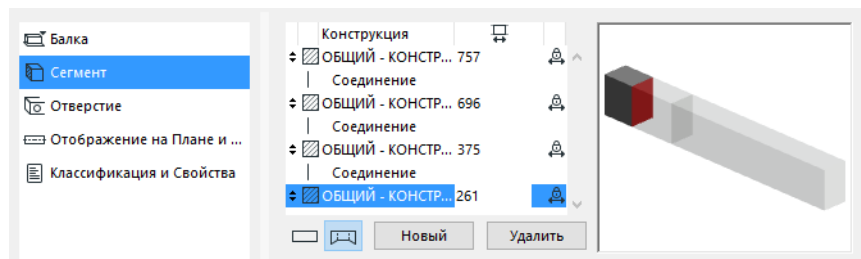 Балка
Сегмент
Отверстие
Отображение на Плане и ...
Классификация и Свойства
Конструкция
ОБЩИЙ - КОНСТР... 757
Соединение
ОБЩИЙ - КОНСТР... 696
Соединение
ОБЩИЙ - КОНСТР... 375
Соединение
ОБЩИЙ - КОНСТР... 261
Новый
Удалить